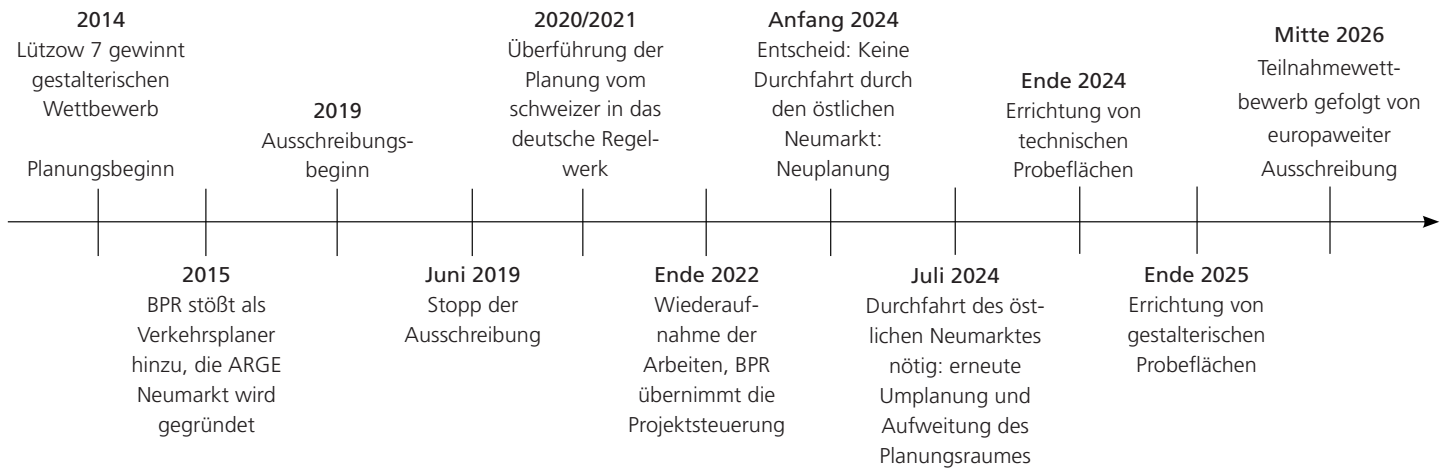 2014
Lützow 7 gewinnt
gestalterischen
Wettbewerb
Planungsbeginn
2015
BPR stößt als
Verkehrsplaner
hinzu, die ARGE
Neumarkt wird
gegründet
2019
Ausschreibungs-
beginn
Juni 2019
Stopp der
Ausschreibung
2020/2021
Überführung der
Planung vom
schweizer in das
deutsche Regel-
werk
Ende 2022
Wiederauf-
nahme der
Arbeiten, BPR
übernimmt die
Projektsteuerung
Anfang 2024
Entscheid: Keine
Durchfahrt durch
den östlichen
Neumarkt:
Neuplanung
Juli 2024
Durchfahrt des öst-
lichen Neumarktes
nötig: erneute
Umplanung und
Aufweitung des
Planungsraumes
Ende 2024
Errichtung von
technischen
Probeflächen
Ende 2025
Errichtung von
gestalterischen
Probeflächen
Mitte 2026
Teilnahmewett-
bewerb gefolgt von
europaweiter
Ausschreibung